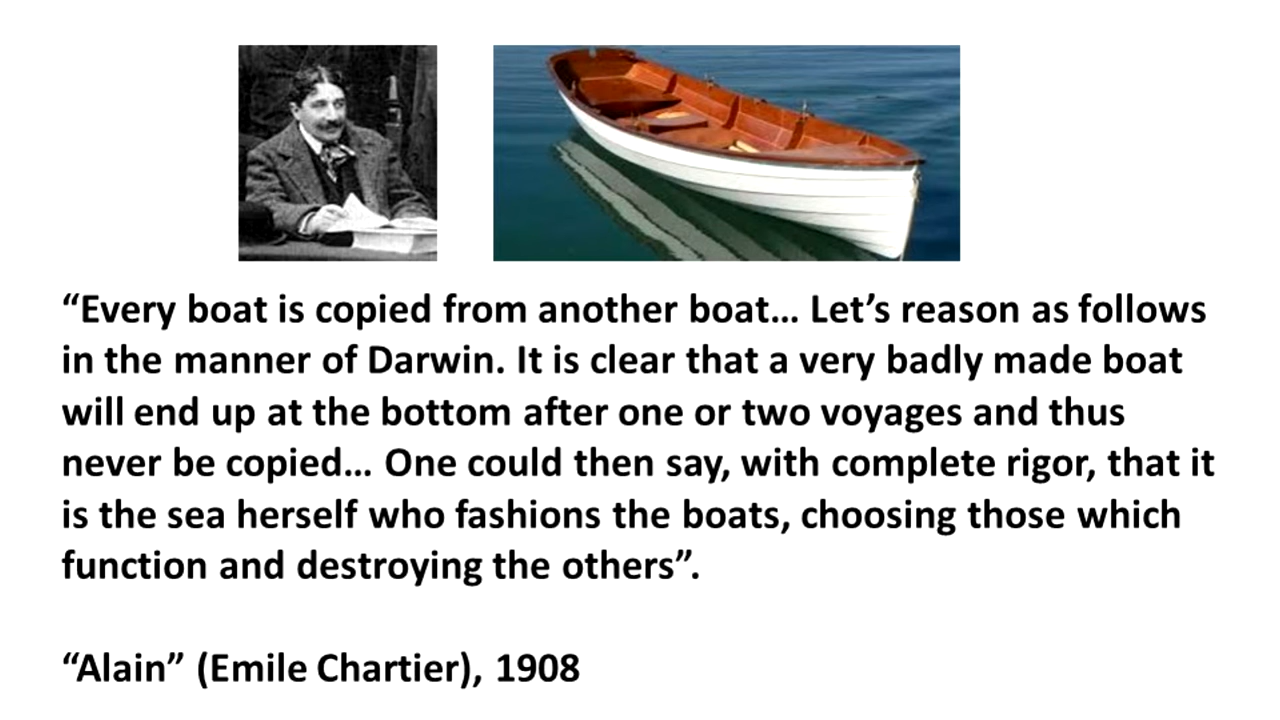 “Every boat is copied from another boat… Let’s reason as follows
in the manner of Darwin. It is clear that a very badly made boat
will end up at the bottom after one or two voyages and thus
never be copied… One could then say, with complete rigor, that it
is the sea herself who fashions the boats, choosing those which
function and destroying the others”.
“Alain” (Emile Chartier), 1908